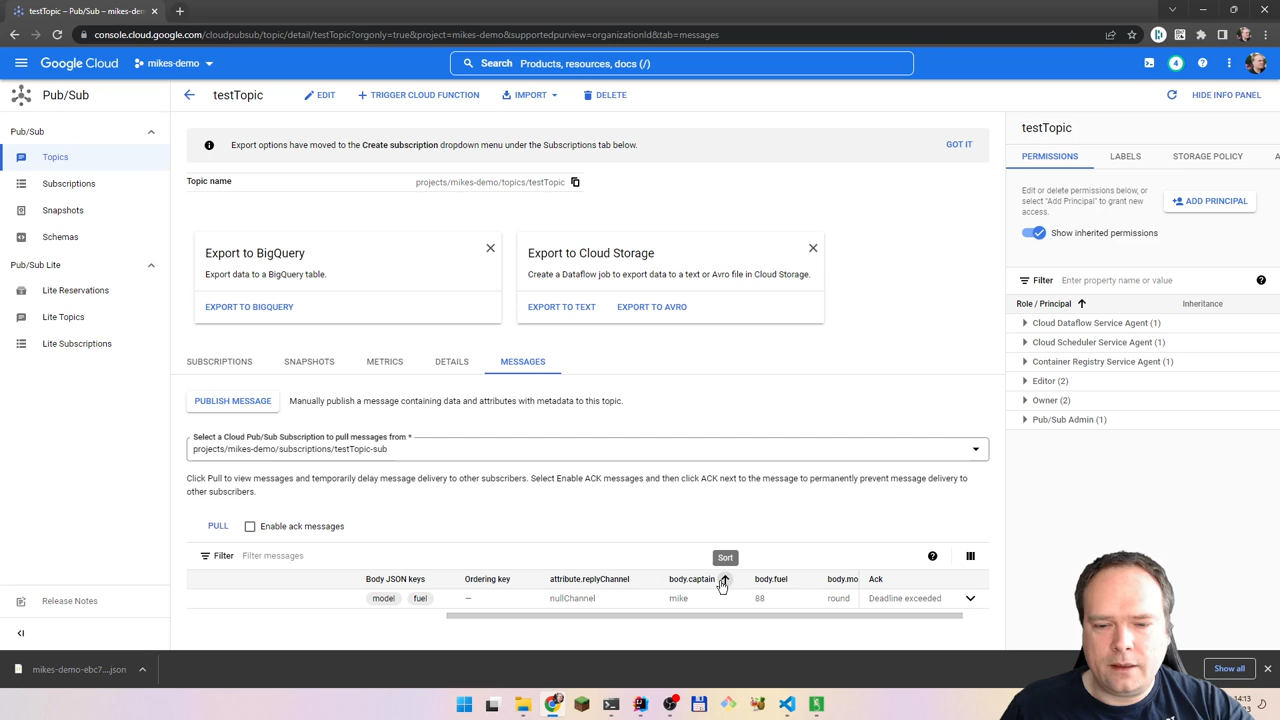 testTopic – Pub/Sub – mikes-demo
console.cloud.google.com/cloudpubsub/topic/detail/testTopic?orgonly=true&project=mikes-demo&supportedpurview=organizationId&tab=messages
Google Cloud
mikes-demo
Search Products, resources, docs (/)
4
Pub/Sub
testTopic
EDIT
TRIGGER CLOUD FUNCTION
IMPORT
DELETE
HIDE INFO PANEL
Pub/Sub
Topics
Subscriptions
Snapshots
Schemas
Pub/Sub Lite
Lite Reservations
Lite Topics
Lite Subscriptions
Release Notes
Export options have moved to the Create subscription dropdown menu under the Subscriptions tab below.
GOT IT
Topic name
projects/mikes-demo/topics/testTopic
Export to BigQuery
Export data to a BigQuery table.
EXPORT TO BIGQUERY
Export to Cloud Storage
Create a Dataflow job to export data to a text or Avro file in Cloud Storage.
EXPORT TO TEXT
EXPORT TO AVRO
SUBSCRIPTIONS
SNAPSHOTS
METRICS
DETAILS
MESSAGES
PUBLISH MESSAGE
Manually publish a message containing data and attributes with metadata to this topic.
Select a Cloud Pub/Sub Subscription to pull messages from *
projects/mikes-demo/subscriptions/testTopic-sub
Click Pull to view messages and temporarily delay message delivery to other subscribers. Select Enable ACK messages and then click ACK next to the message to permanently prevent message delivery to
other subscribers.
PULL
Enable ack messages
Filter Filter messages
Sort
Body JSON keys Ordering key attribute.replyChannel body.captain body.fuel body.mo Ack
model fuel — nullChannel mike 88 round Deadline exceeded
testTopic
PERMISSIONS
LABELS
STORAGE POLICY
A
Edit or delete permissions below, or
select "Add Principal" to grant new
access.
ADD PRINCIPAL
Show inherited permissions
Filter Enter property name or value
Role / Principal Inheritance
Cloud Dataflow Service Agent (1)
Cloud Scheduler Service Agent (1)
Container Registry Service Agent (1)
Editor (2)
Owner (2)
Pub/Sub Admin (1)
mikes-demo-ebc7....json
Show all
14:13